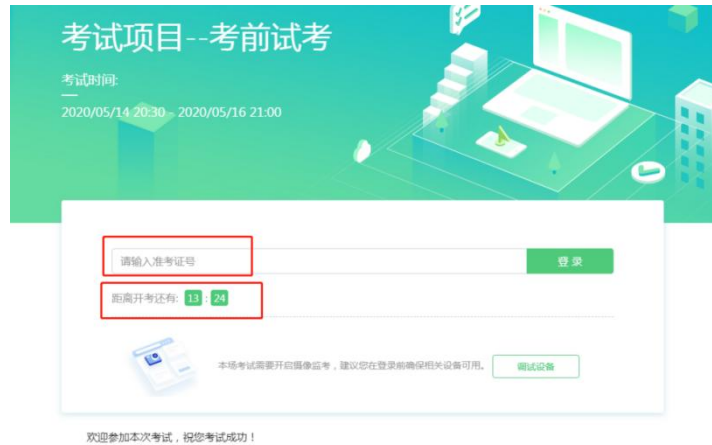 考试项目--考前试考
考试时间:
2020/05/14 20:30 - 2020/05/16 21:00
请输入准考证号
登 录
距离开考还有: 13 : 24
本场考试需要开启摄像监考，建议您在登录前确保相关设备可用。
调试设备
欢迎参加本次考试，祝您考试成功！